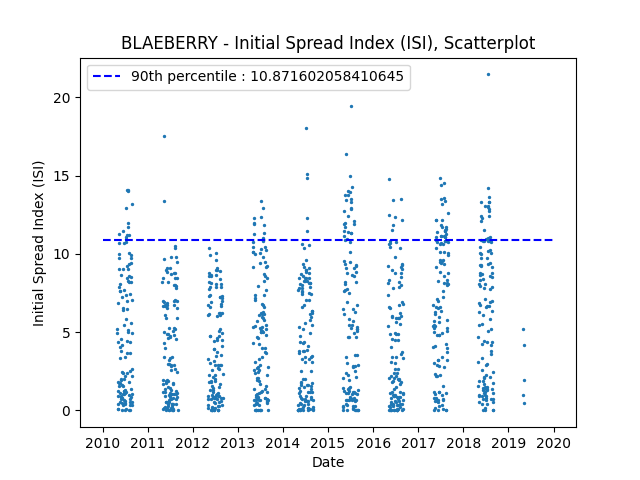 BLAEBERRY - Initial Spread Index (ISI), Scatterplot
90th percentile : 10.871602058410645
20
15
10
5
0
Initial Spread Index (ISI)
2010 2011 2012 2013 2014 2015 2016 2017 2018 2019 2020
Date